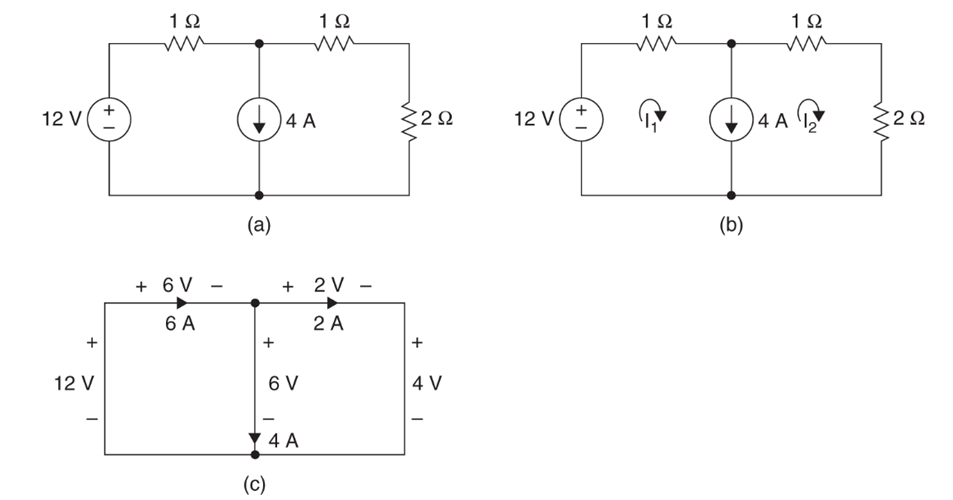 1 Ω 1 Ω 1 Ω 1 Ω
12 V + − 4 A 2 Ω 12 V + − I₁ 4 A I₂ 2 Ω
(a) (b)
+ 6 V − + 2 V −
6 A 2 A
+ + +
12 V 6 V 4 V
− − −
4 A
(c)